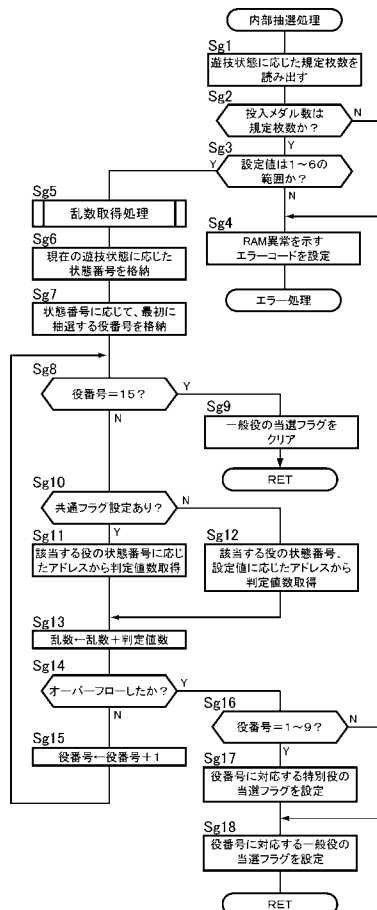 内部抽選処理
Sg1
遊技状態に応じた規定枚数を
読み出す
Sg2
投入メダル数は
規定枚数か？
N
Y
Sg3
設定値は1～6の
範囲か？
Y
N
Sg4
RAM異常を示す
エラーコードを設定
エラー処理
Sg5
乱数取得処理
Sg6
現在の遊技状態に応じた
状態番号を格納
Sg7
状態番号に応じて、最初に
抽選する役番号を格納
Sg8
役番号＝15？
Y
N
Sg9
一般役の当選フラグを
クリア
RET
Sg10
共通フラグ設定あり？
N
Y
Sg11
該当する役の状態番号に応じ
たアドレスから判定値数取得
Sg12
該当する役の状態番号、
設定値に応じたアドレスから
判定値数取得
Sg13
乱数←乱数＋判定値数
Sg14
オーバーフローしたか？
Y
N
Sg15
役番号←役番号＋1
Sg16
役番号＝1～9？
N
Y
Sg17
役番号に対応する特別役の
当選フラグを設定
Sg18
役番号に対応する一般役の
当選フラグを設定
RET